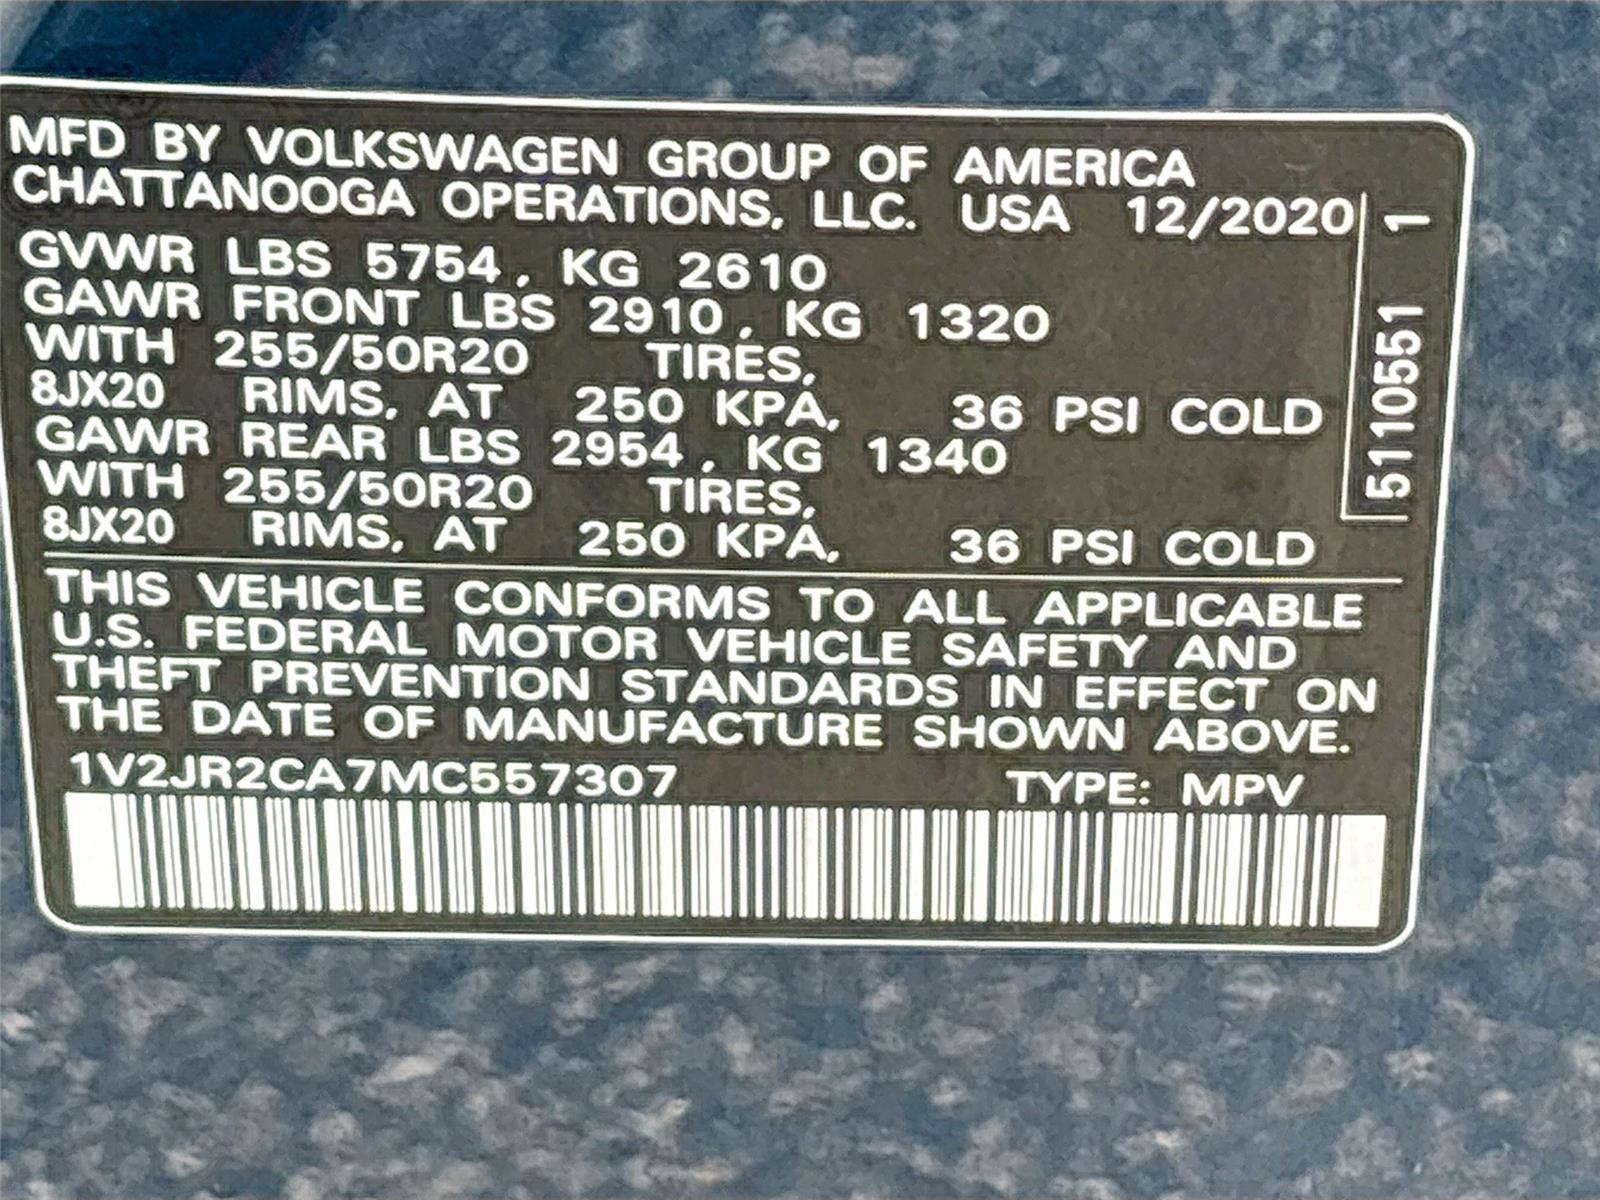 MFD BY VOLKSWAGEN GROUP OF AMERICA
CHATTANOOGA OPERATIONS, LLC. USA 12/2020
GVWR LBS 5754, KG 2610
GAWR FRONT LBS 2910, KG 1320
WITH 255/50R20 TIRES,
8JX20 RIMS, AT 250 KPA, 36 PSI COLD
GAWR REAR LBS 2954, KG 1340
WITH 255/50R20 TIRES,
8JX20 RIMS, AT 250 KPA, 36 PSI COLD
5110551 1
THIS VEHICLE CONFORMS TO ALL APPLICABLE
U.S. FEDERAL MOTOR VEHICLE SAFETY AND
THEFT PREVENTION STANDARDS IN EFFECT ON
THE DATE OF MANUFACTURE SHOWN ABOVE.
1V2JR2CA7MC557307 TYPE: MPV